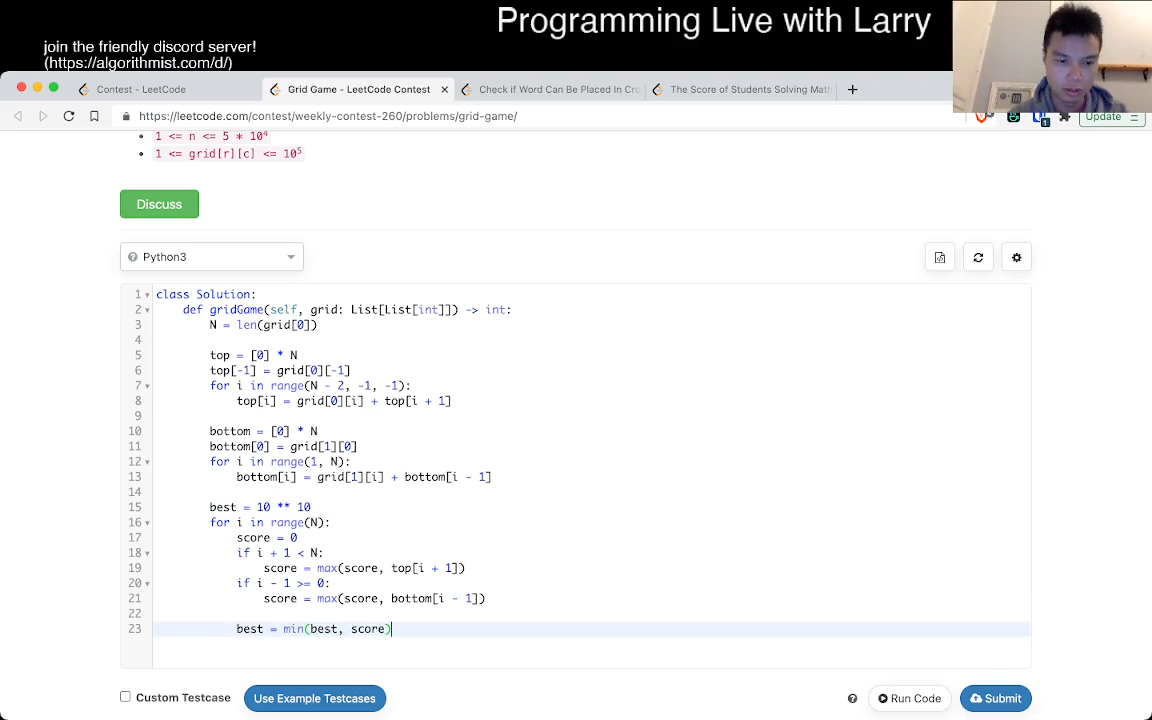 Programming Live with Larry
join the friendly discord server!
(https://algorithmist.com/d/)
Contest - LeetCode
Grid Game - LeetCode Contest
Check if Word Can Be Placed In Cro
The Score of Students Solving Mat
https://leetcode.com/contest/weekly-contest-260/problems/grid-game/
Update
1 <= n <= 5 * 10⁴
1 <= grid[r][c] <= 10⁵
Discuss
Python3
1 class Solution:
2 def gridGame(self, grid: List[List[int]]) -> int:
3 N = len(grid[0])
4
5 top = [0] * N
6 top[-1] = grid[0][-1]
7 for i in range(N - 2, -1, -1):
8 top[i] = grid[0][i] + top[i + 1]
9
10 bottom = [0] * N
11 bottom[0] = grid[1][0]
12 for i in range(1, N):
13 bottom[i] = grid[1][i] + bottom[i - 1]
14
15 best = 10 ** 10
16 for i in range(N):
17 score = 0
18 if i + 1 < N:
19 score = max(score, top[i + 1])
20 if i - 1 >= 0:
21 score = max(score, bottom[i - 1])
22
23 best = min(best, score)
Custom Testcase
Use Example Testcases
Run Code
Submit